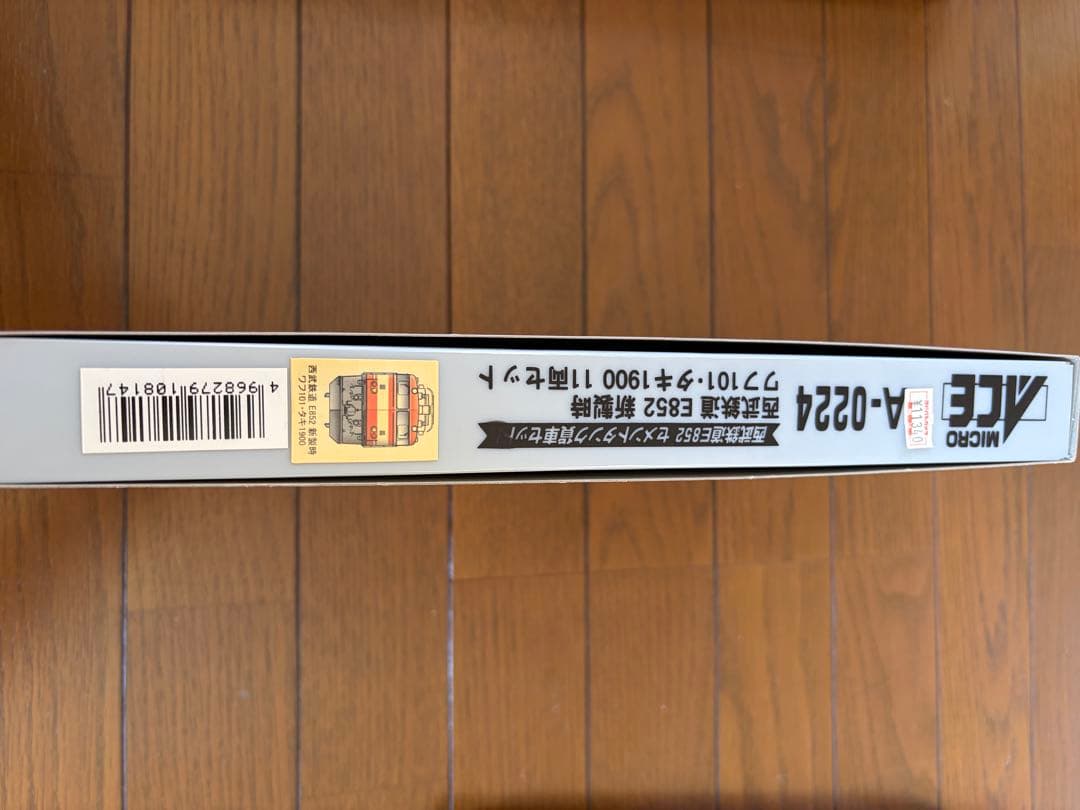 MICRO
ACE
A-0224
西武鉄道E852 セメントタンク貨車セット
西武鉄道 E852 新製時
ワフ101・タキ1900 11両セット
西武鉄道 E852 新製時
ワフ101・タキ1900
4968279108147